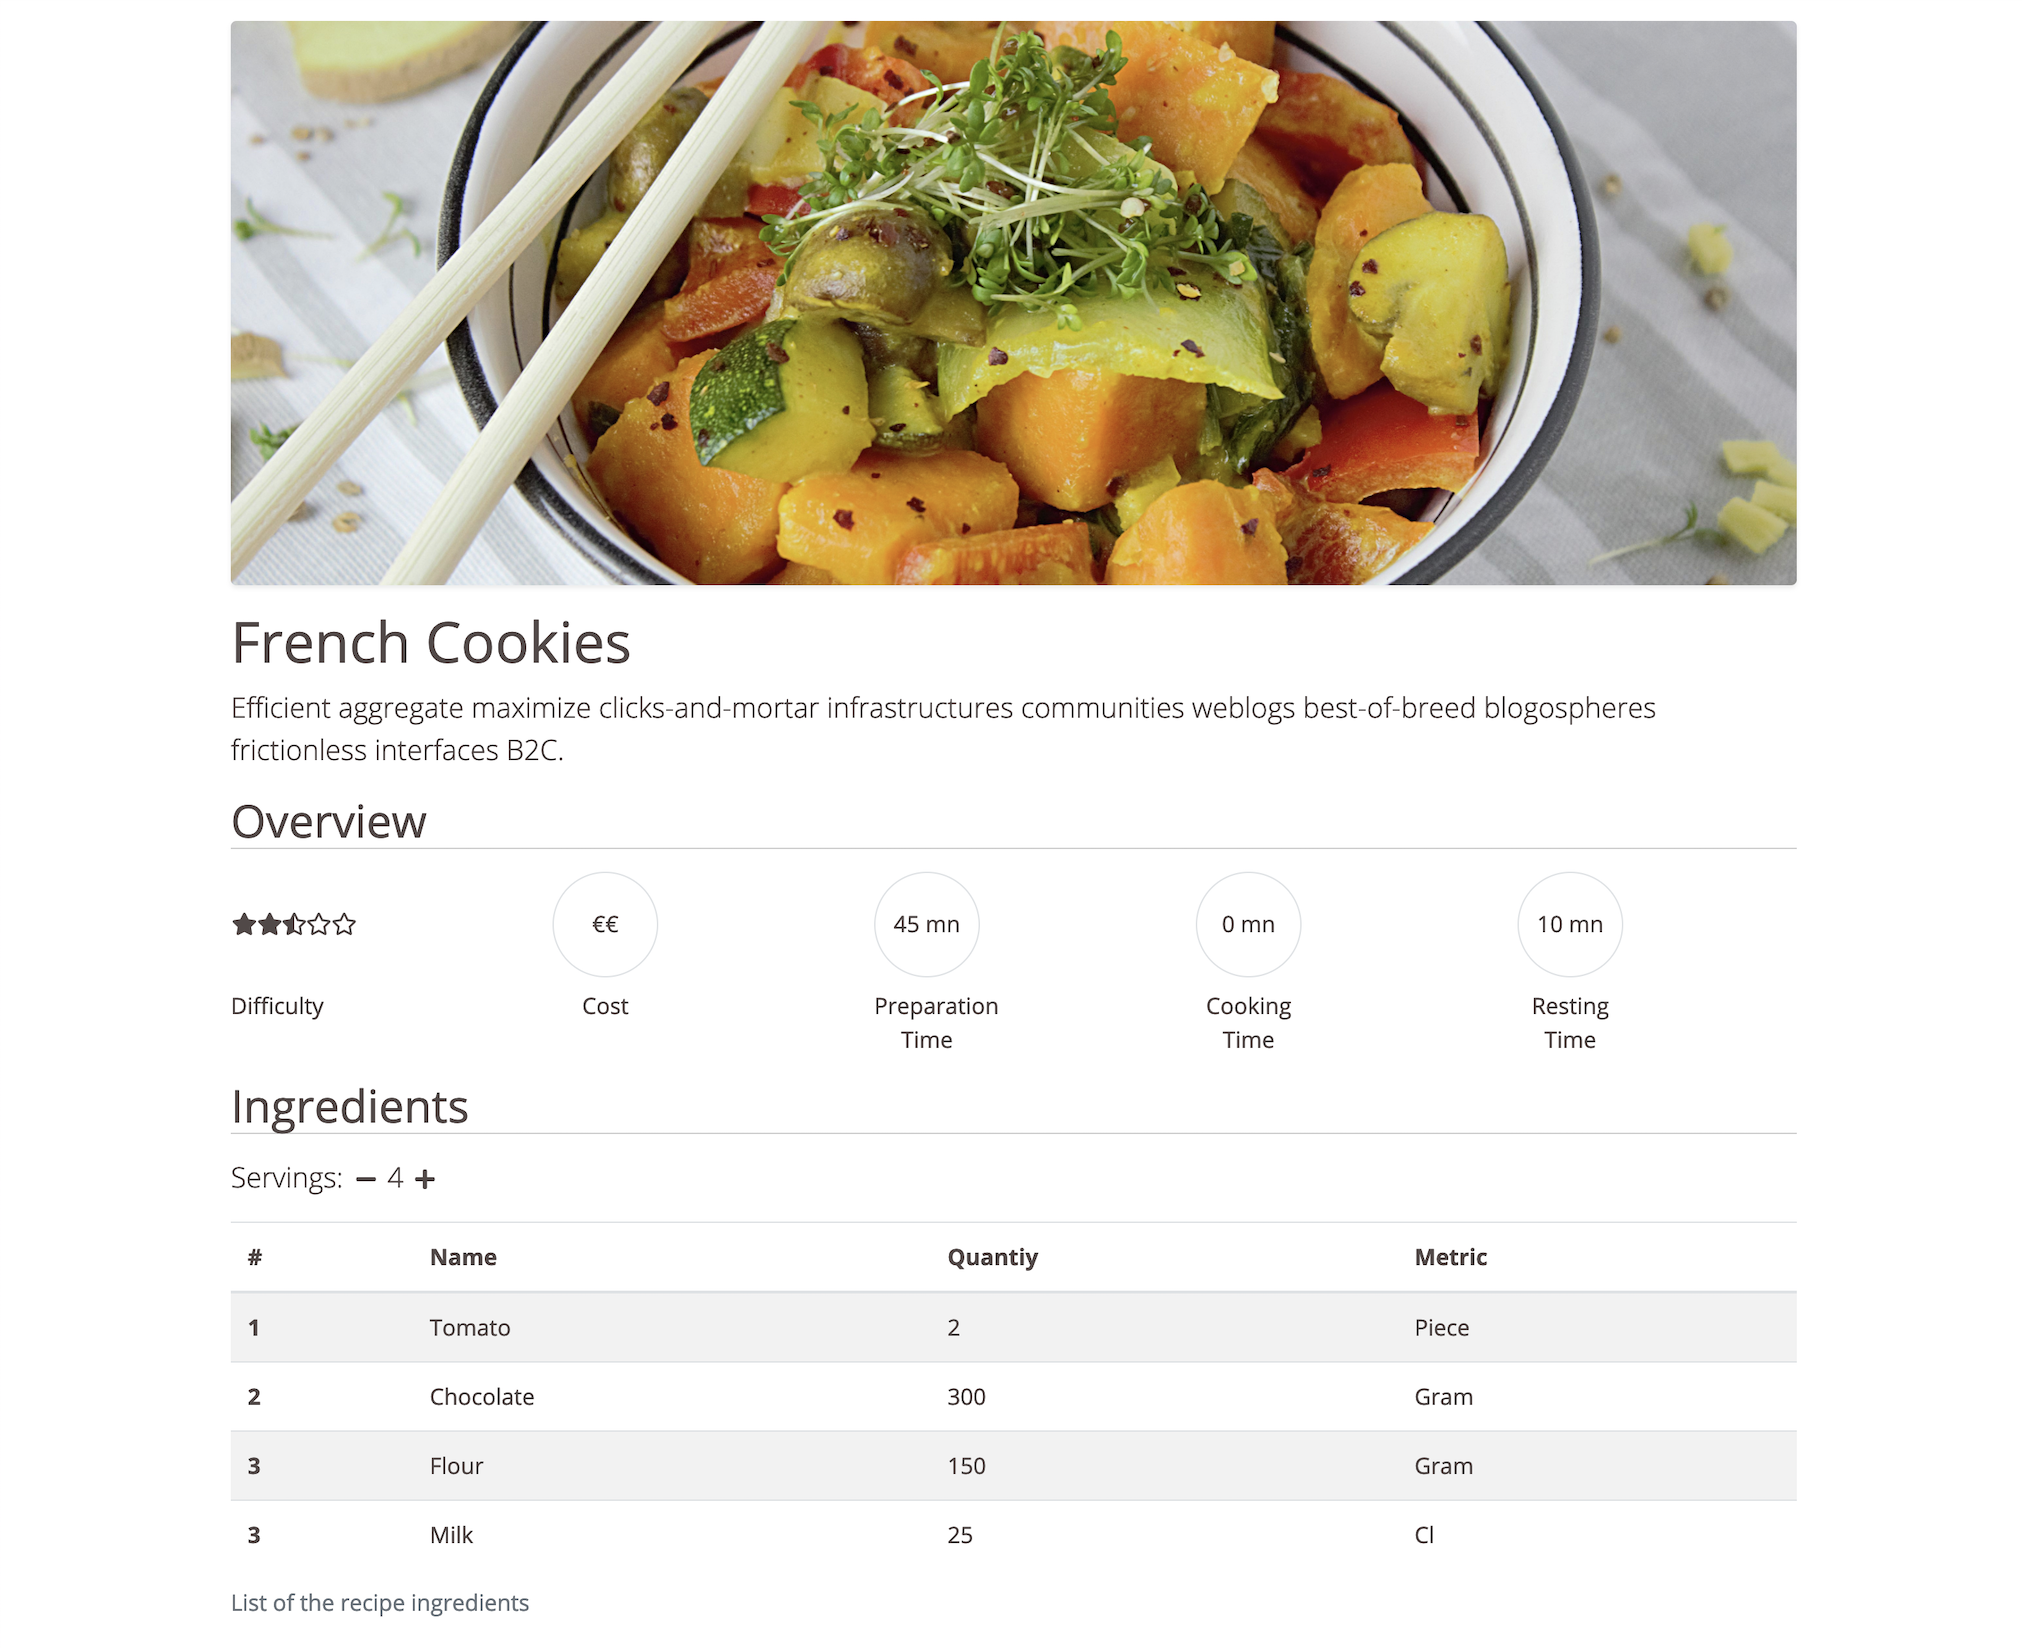 French Cookies
Efficient aggregate maximize clicks-and-mortar infrastructures communities weblogs best-of-breed blogospheres
frictionless interfaces B2C.
Overview
€€ 45 mn 0 mn 10 mn
Difficulty Cost Preparation Cooking Resting
Time Time Time
Ingredients
Servings: − 4 +
# Name Quantiy Metric
1 Tomato 2 Piece
2 Chocolate 300 Gram
3 Flour 150 Gram
3 Milk 25 Cl
List of the recipe ingredients